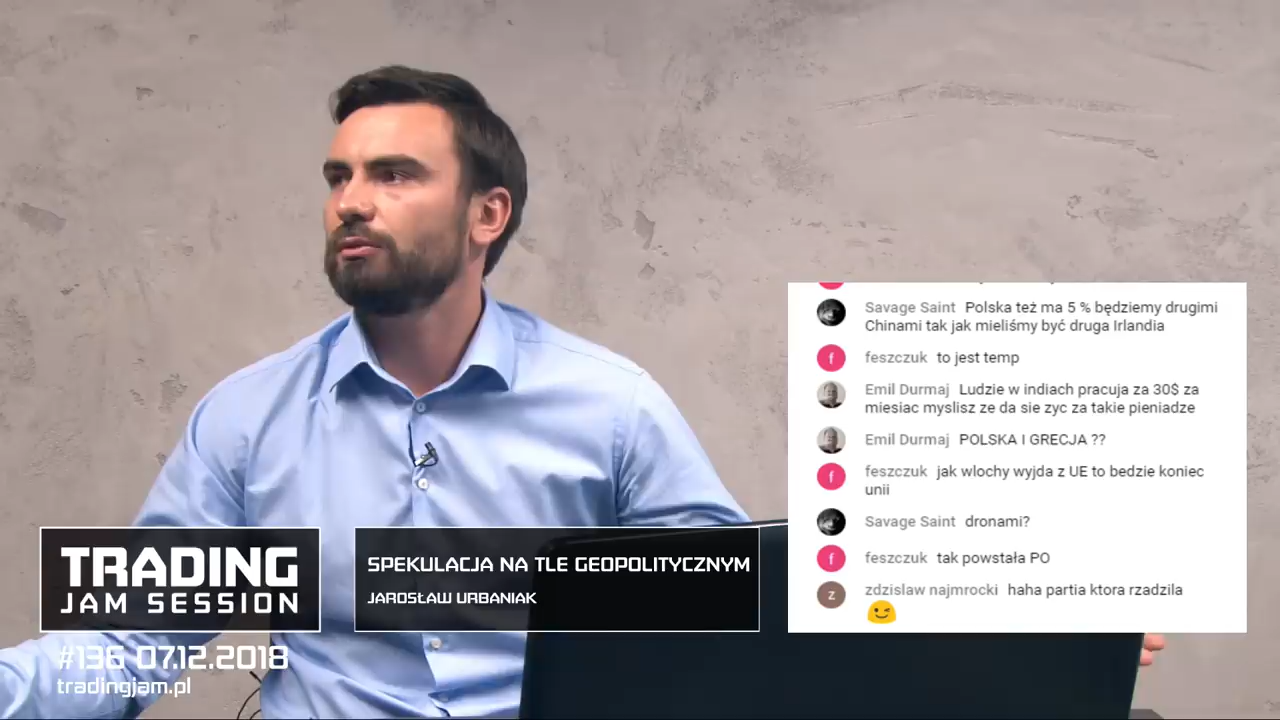 Savage Saint Polska też ma 5 % będziemy drugimi
Chinami tak jak mieliśmy być druga Irlandia
f feszczuk to jest temp
Emil Durmaj Ludzie w indiach pracuja za 30$ za
miesiac myslisz ze da sie zyc za takie pieniadze
Emil Durmaj POLSKA I GRECJA ??
f feszczuk jak wlochy wyjda z UE to bedzie koniec
unii
Savage Saint dronami?
f feszczuk tak powstała PO
z zdzislaw najmrocki haha partia ktora rzadzila
😉
TRADING
JAM SESSION
SPEKULACJA NA TLE GEOPOLITYCZNYM
JAROSŁAW URBANIAK
#136 07.12.2018
tradingjam.pl